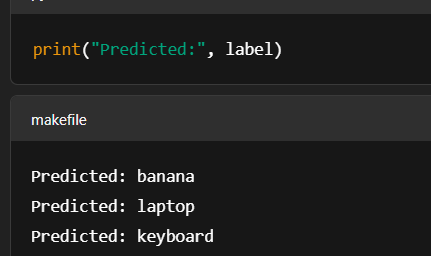 print("Predicted:", label)
makefile
Predicted: banana
Predicted: laptop
Predicted: keyboard